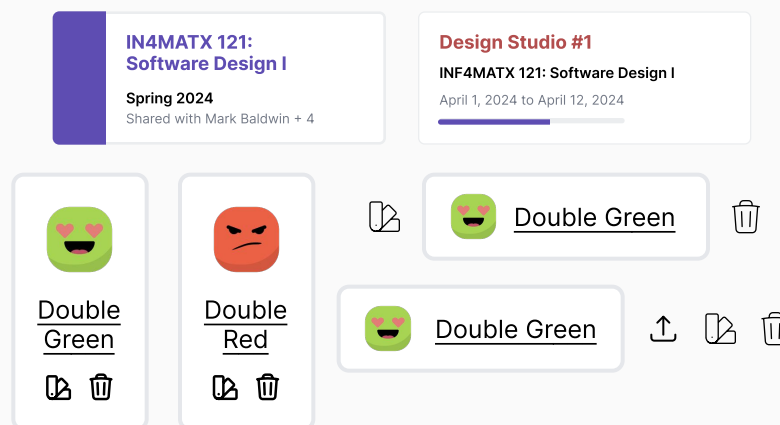 IN4MATX 121:
Software Design I
Spring 2024
Shared with Mark Baldwin + 4
Design Studio #1
INF4MATX 121: Software Design I
April 1, 2024 to April 12, 2024
Double
Green
Double
Red
Double Green
Double Green